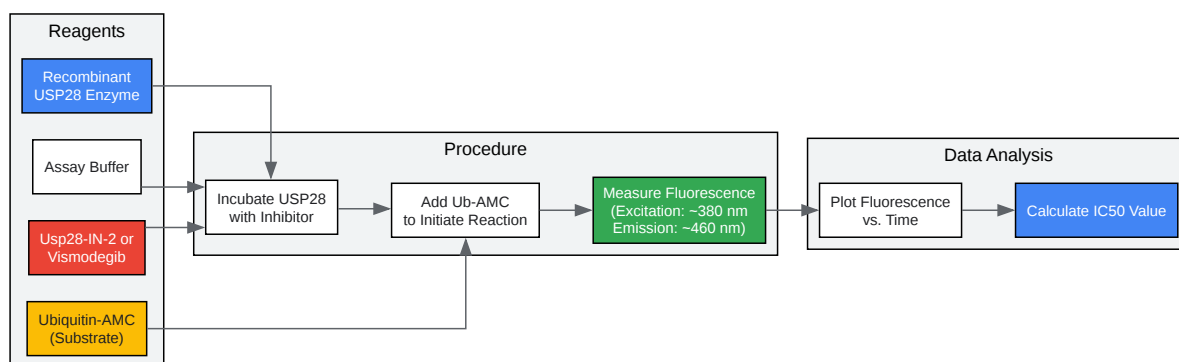 Reagents
Recombinant
USP28 Enzyme
Assay Buffer
Usp28-IN-2 or
Vismodegib
Ubiquitin-AMC
(Substrate)
Procedure
Incubate USP28
with Inhibitor
Add Ub-AMC
to Initiate Reaction
Measure Fluorescence
(Excitation: ~380 nm
Emission: ~460 nm)
Data Analysis
Plot Fluorescence
vs. Time
Calculate IC50 Value